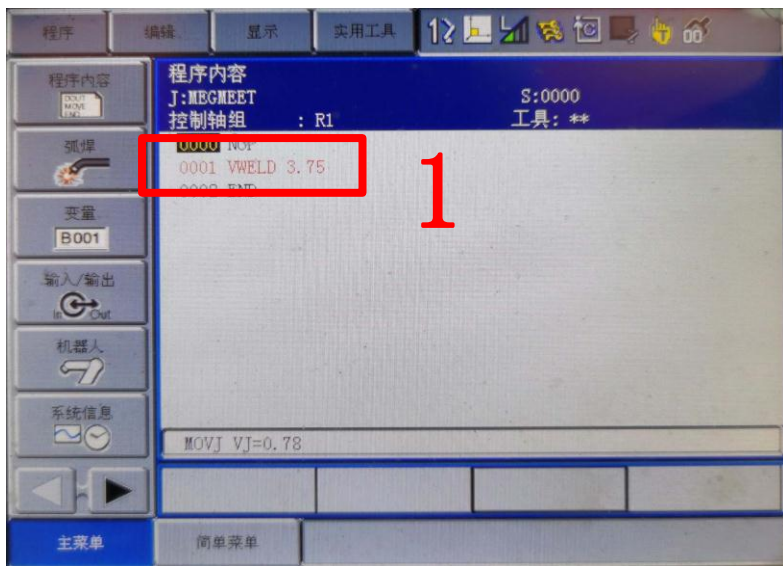 程序
编辑
显示
实用工具
程序内容
DOUT
MOVE
END
程序内容
J:MEGMEET
S:0000
控制轴组 : R1
工具: **
弧焊
0000 NOP
0001 VWELD 3.75
0002 END
1
变量
B001
输入/输出
In Out
机器人
系统信息
MOVJ VJ=0.78
主菜单
简单菜单